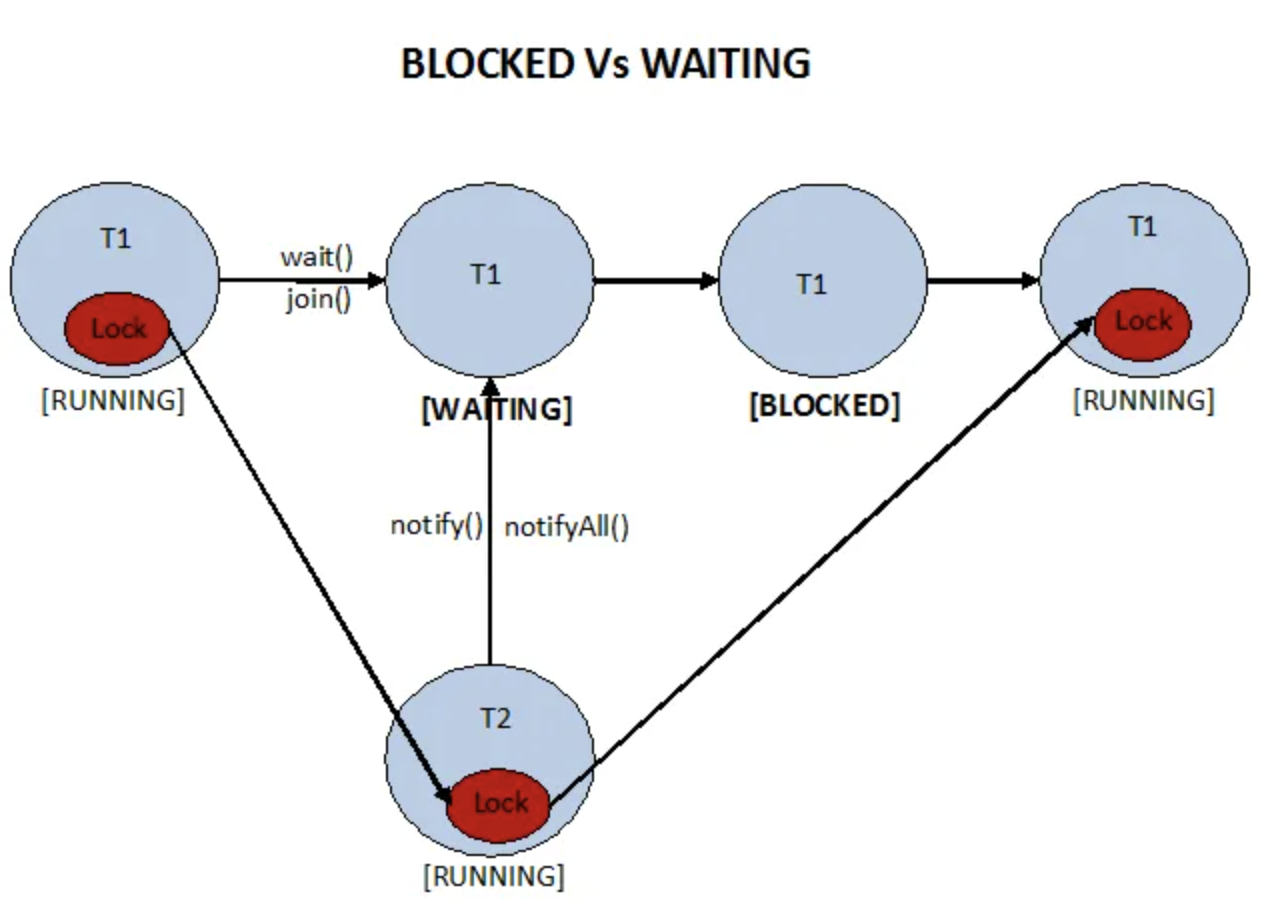 BLOCKED Vs WAITING
T1
Lock
[RUNNING]
wait()
join()
T1
[WAITING]
T1
[BLOCKED]
T1
Lock
[RUNNING]
notify() notifyAll()
T2
Lock
[RUNNING]